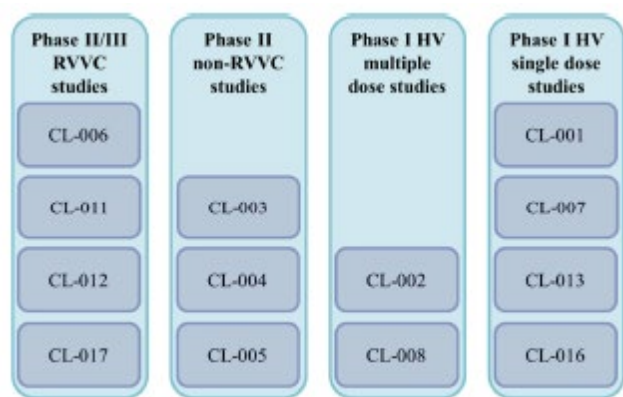 Phase II/III
RVVC
studies
CL-006
CL-011
CL-012
CL-017
Phase II
non-RVVC
studies
CL-003
CL-004
CL-005
Phase I HV
multiple
dose studies
CL-002
CL-008
Phase I HV
single dose
studies
CL-001
CL-007
CL-013
CL-016